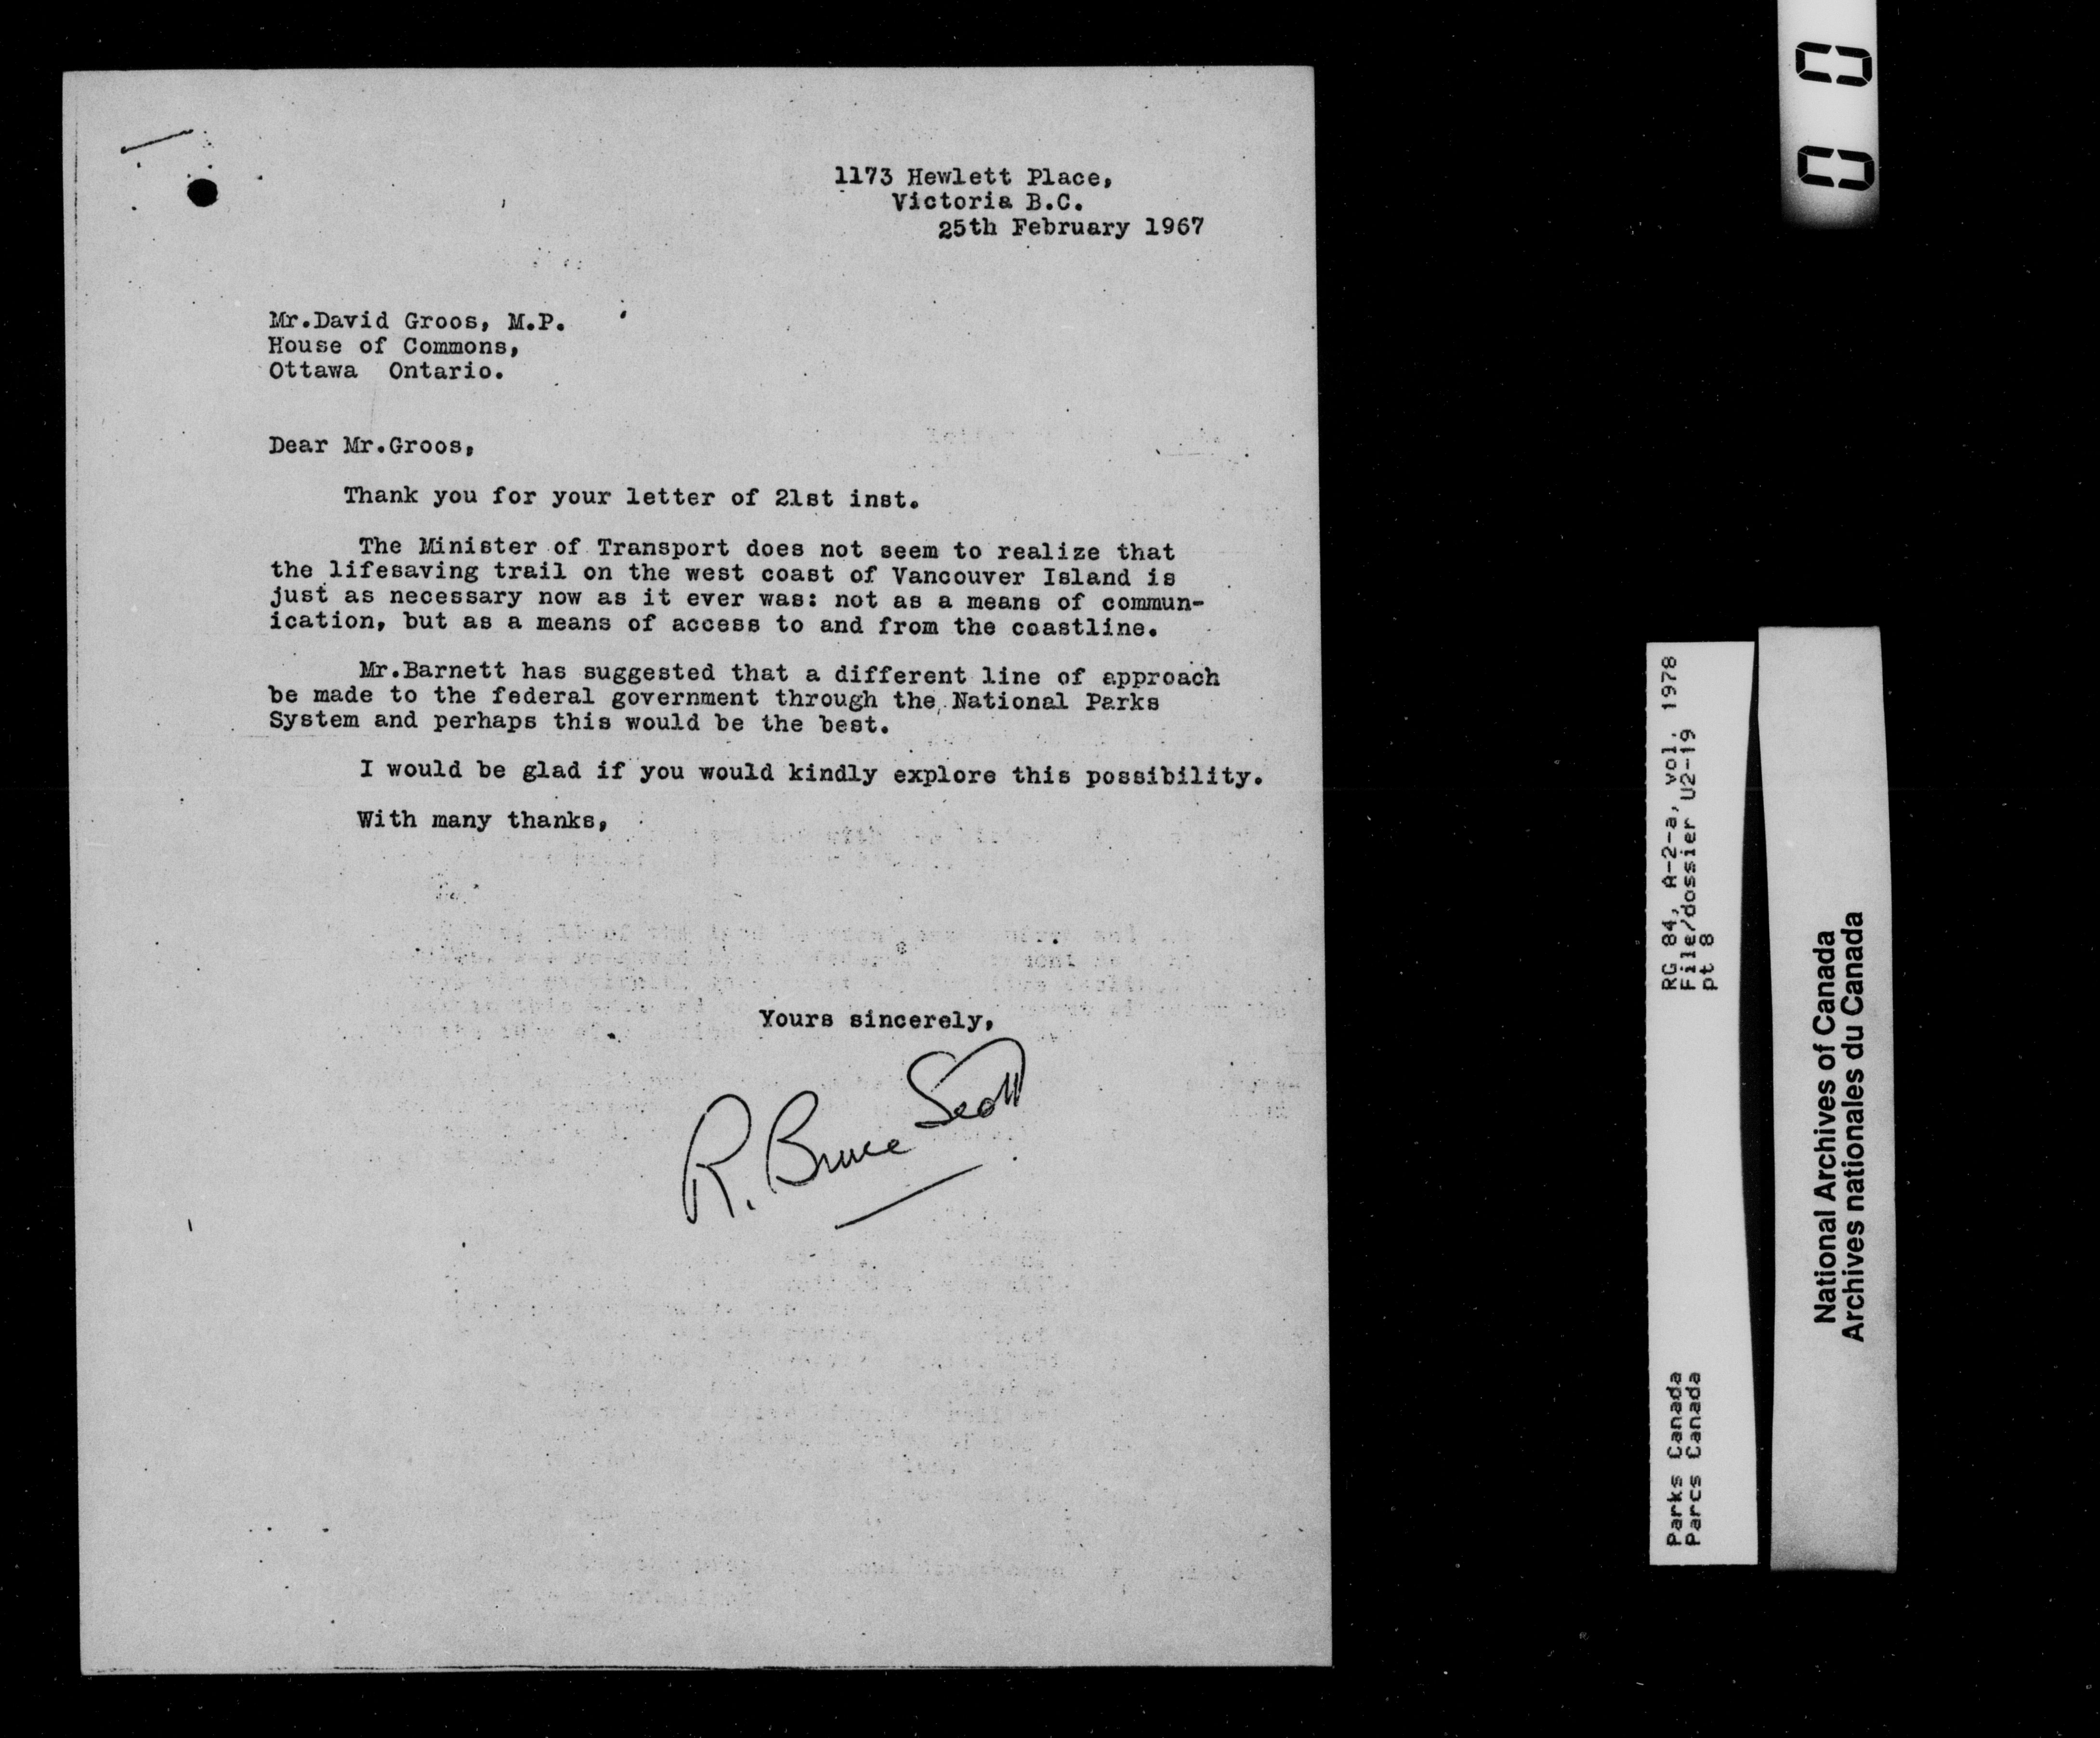 1173 Hewlett Place,
Victoria B.C.
25th February 1967
Mr.David Groos, M.P.
House of Commons,
Ottawa Ontario.
Dear Mr.Groos,
Thank you for your letter of 21st inst.
The Minister of Transport does not seem to realize that
the lifesaving trail on the west coast of Vancouver Island is
just as necessary now as it ever was: not as a means of commun-
ication, but as a means of access to and from the coastline.
Mr.Barnett has suggested that a different line of approach
be made to the federal government through the National Parks
System and perhaps this would be the best.
I would be glad if you would kindly explore this possibility.
With many thanks,
Yours sincerely,
R. Bruce Scott
RG 84, A-2-a, vol. 1978
File/dossier U2-19
pt 8
Parks Canada
Parcs Canada
National Archives of Canada
Archives nationales du Canada
00